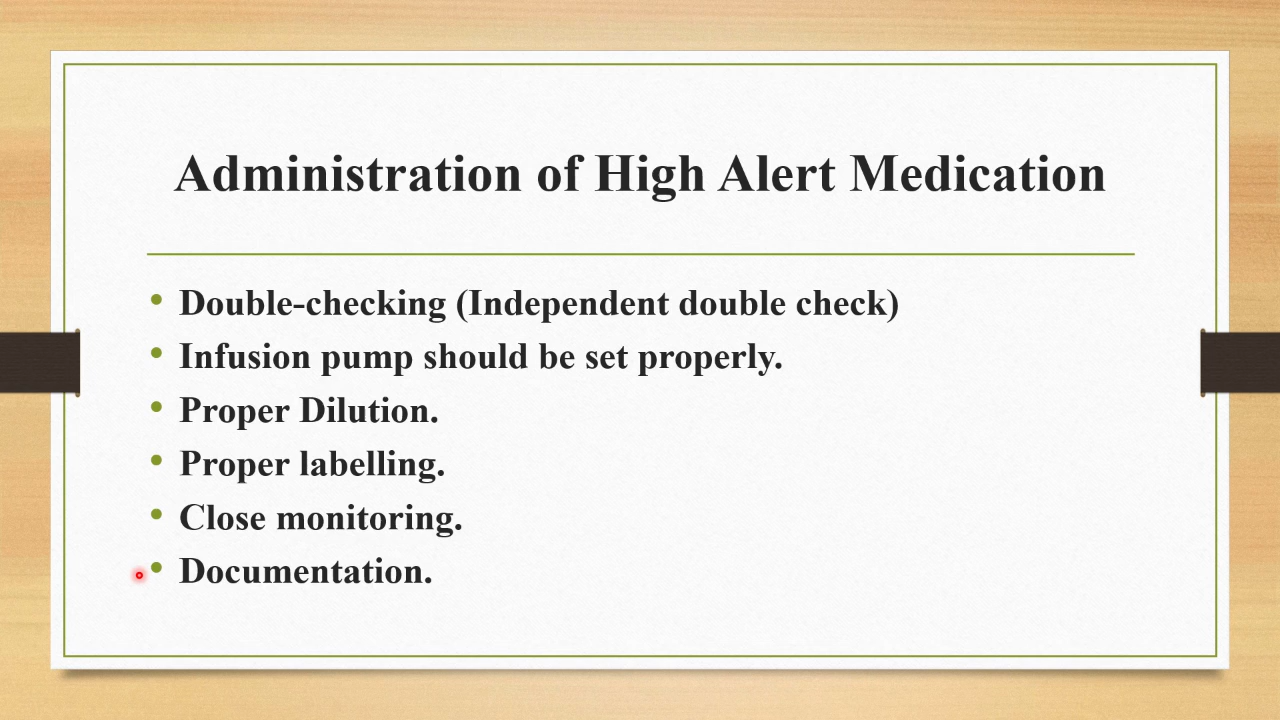 Administration of High Alert Medication
• Double-checking (Independent double check)
• Infusion pump should be set properly.
• Proper Dilution.
• Proper labelling.
• Close monitoring.
• Documentation.